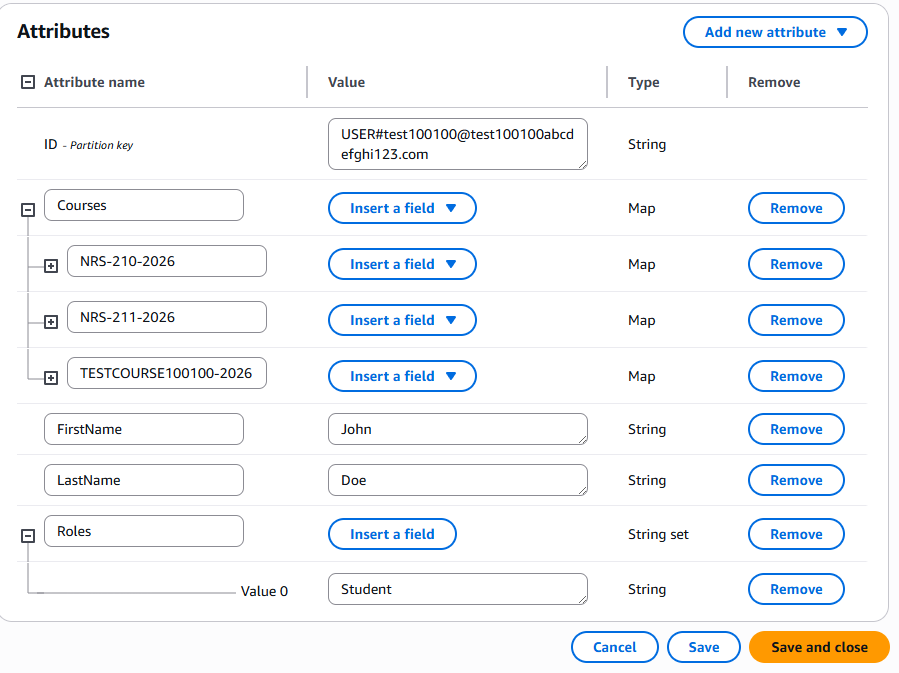 Attributes
Add new attribute
Attribute name Value Type Remove
ID - Partition key USER#test100100@test100100abcd String
efghi123.com
Courses Insert a field Map Remove
NRS-210-2026 Insert a field Map Remove
NRS-211-2026 Insert a field Map Remove
TESTCOURSE100100-2026 Insert a field Map Remove
FirstName John String Remove
LastName Doe String Remove
Roles Insert a field String set Remove
Value 0 Student String Remove
Cancel Save Save and close